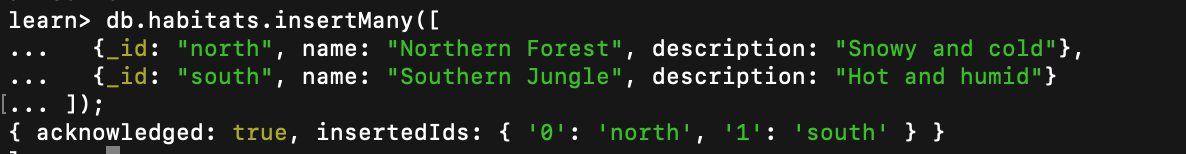 learn> db.habitats.insertMany([
...   {_id: "north", name: "Northern Forest", description: "Snowy and cold"},
...   {_id: "south", name: "Southern Jungle", description: "Hot and humid"}
[... ]);
{ acknowledged: true, insertedIds: { '0': 'north', '1': 'south' } }